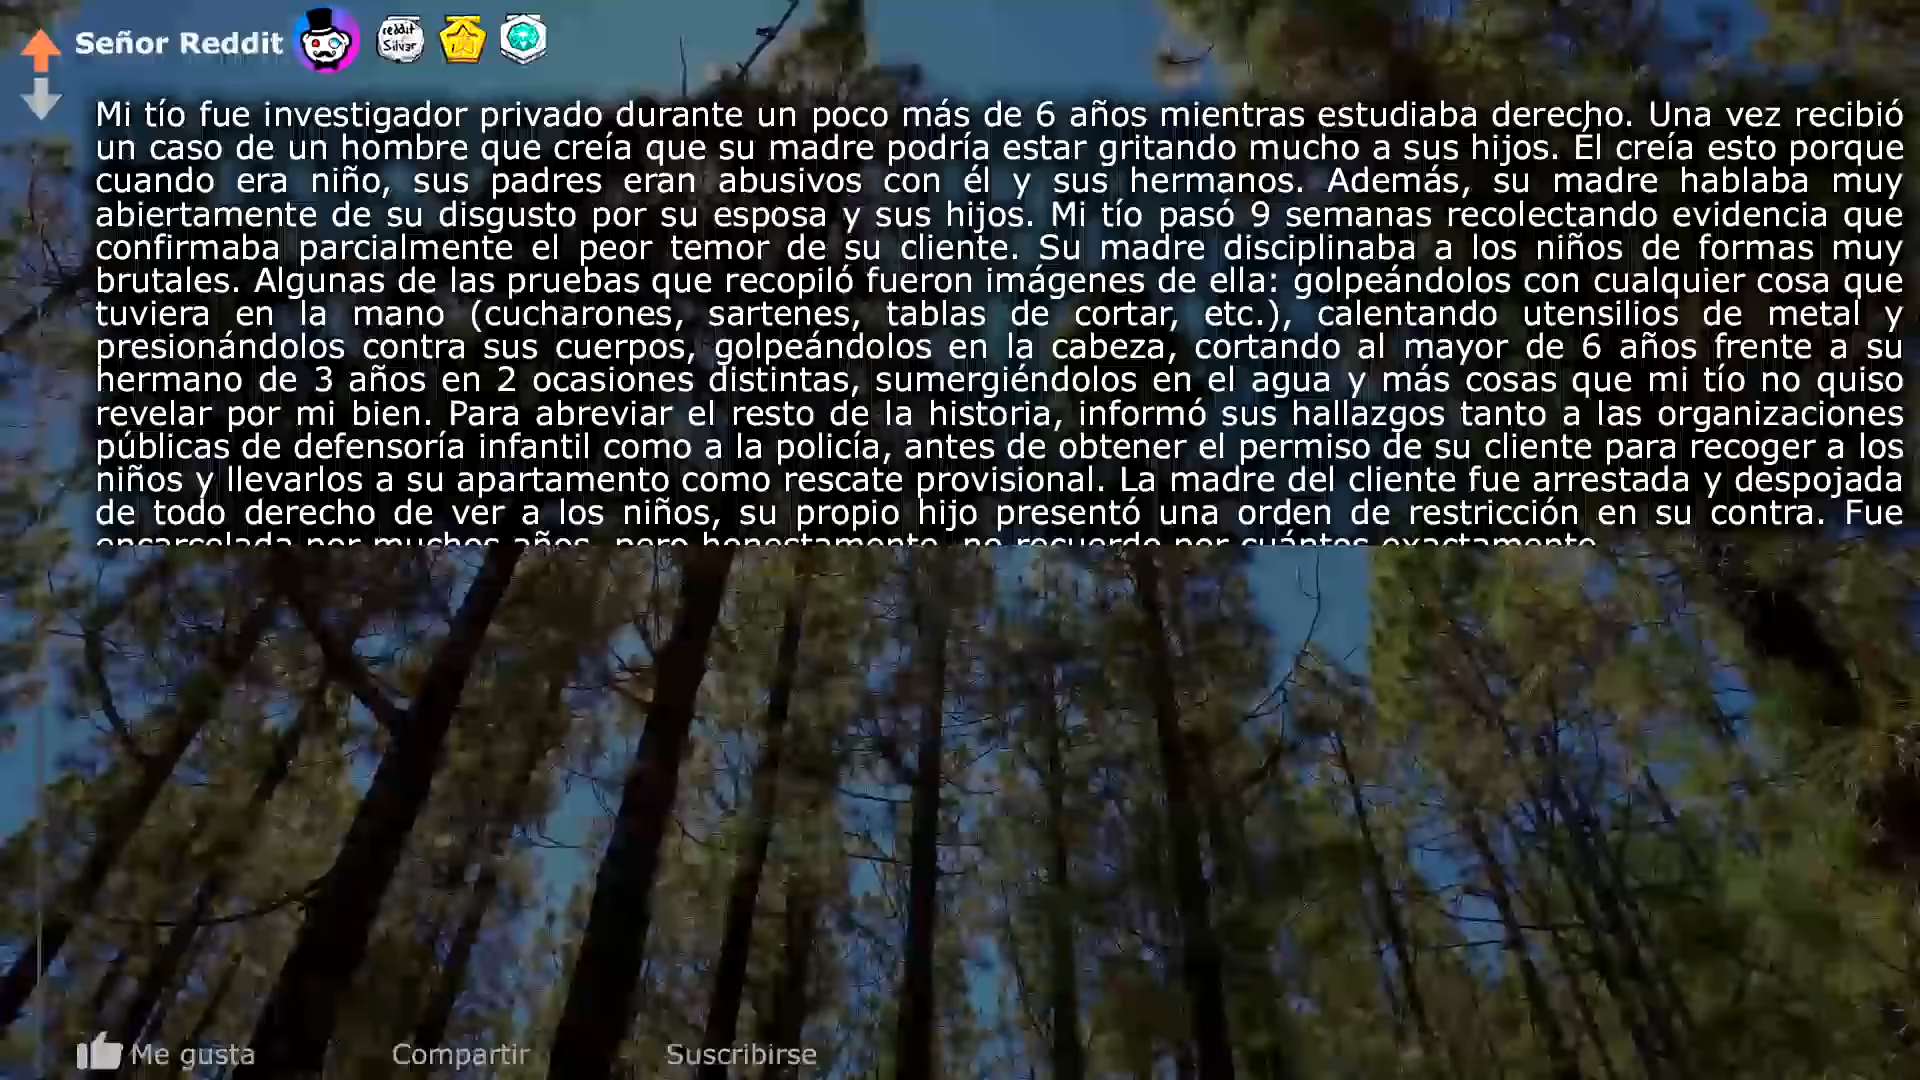 Señor Reddit
reddit
Silver
Mi tío fue investigador privado durante un poco más de 6 años mientras estudiaba derecho. Una vez recibió
un caso de un hombre que creía que su madre podría estar gritando mucho a sus hijos. Él creía esto porque
cuando era niño, sus padres eran abusivos con él y sus hermanos. Además, su madre hablaba muy
abiertamente de su disgusto por su esposa y sus hijos. Mi tío pasó 9 semanas recolectando evidencia que
confirmaba parcialmente el peor temor de su cliente. Su madre disciplinaba a los niños de formas muy
brutales. Algunas de las pruebas que recopiló fueron imágenes de ella: golpeándolos con cualquier cosa que
tuviera en la mano (cucharones, sartenes, tablas de cortar, etc.), calentando utensilios de metal y
presionándolos contra sus cuerpos, golpeándolos en la cabeza, cortando al mayor de 6 años frente a su
hermano de 3 años en 2 ocasiones distintas, sumergiéndolos en el agua y más cosas que mi tío no quiso
revelar por mi bien. Para abreviar el resto de la historia, informó sus hallazgos tanto a las organizaciones
públicas de defensoría infantil como a la policía, antes de obtener el permiso de su cliente para recoger a los
niños y llevarlos a su apartamento como rescate provisional. La madre del cliente fue arrestada y despojada
de todo derecho de ver a los niños, su propio hijo presentó una orden de restricción en su contra. Fue
encarcelada por muchos años, pero honestamente, no recuerdo por cuántos exactamente.
Me gusta
Compartir
Suscribirse